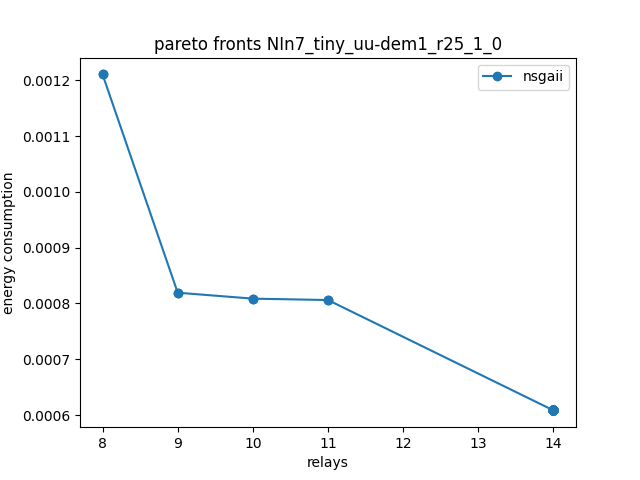 pareto fronts NIn7_tiny_uu-dem1_r25_1_0
nsgaii
0.0012
0.0011
0.0010
0.0009
0.0008
0.0007
0.0006
energy consumption
8 9 10 11 12 13 14
relays